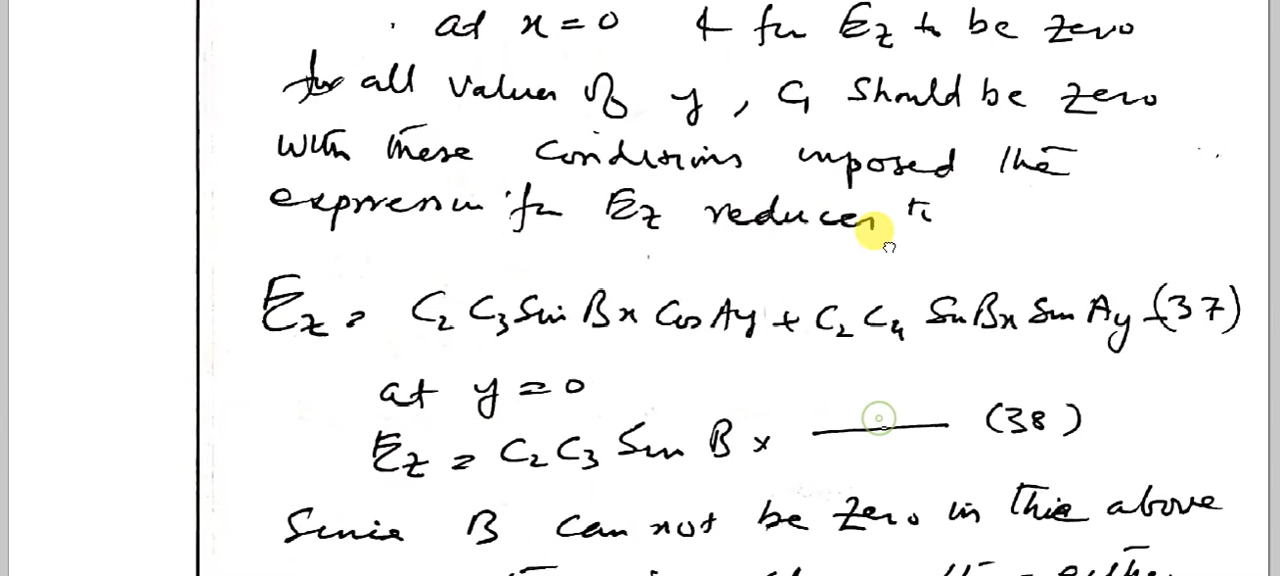 at x = 0 & for Ez to be zero
for all values of y, C1 should be zero
with these conditions imposed the
expression for Ez reduces to
Ez = C2 C3 Sin Bx Cos Ay + C2 C4 Sin Bx Sin Ay -(37)
at y = 0
Ez = C2 C3 Sin Bx ——— (38)
Since B can not be zero in this above